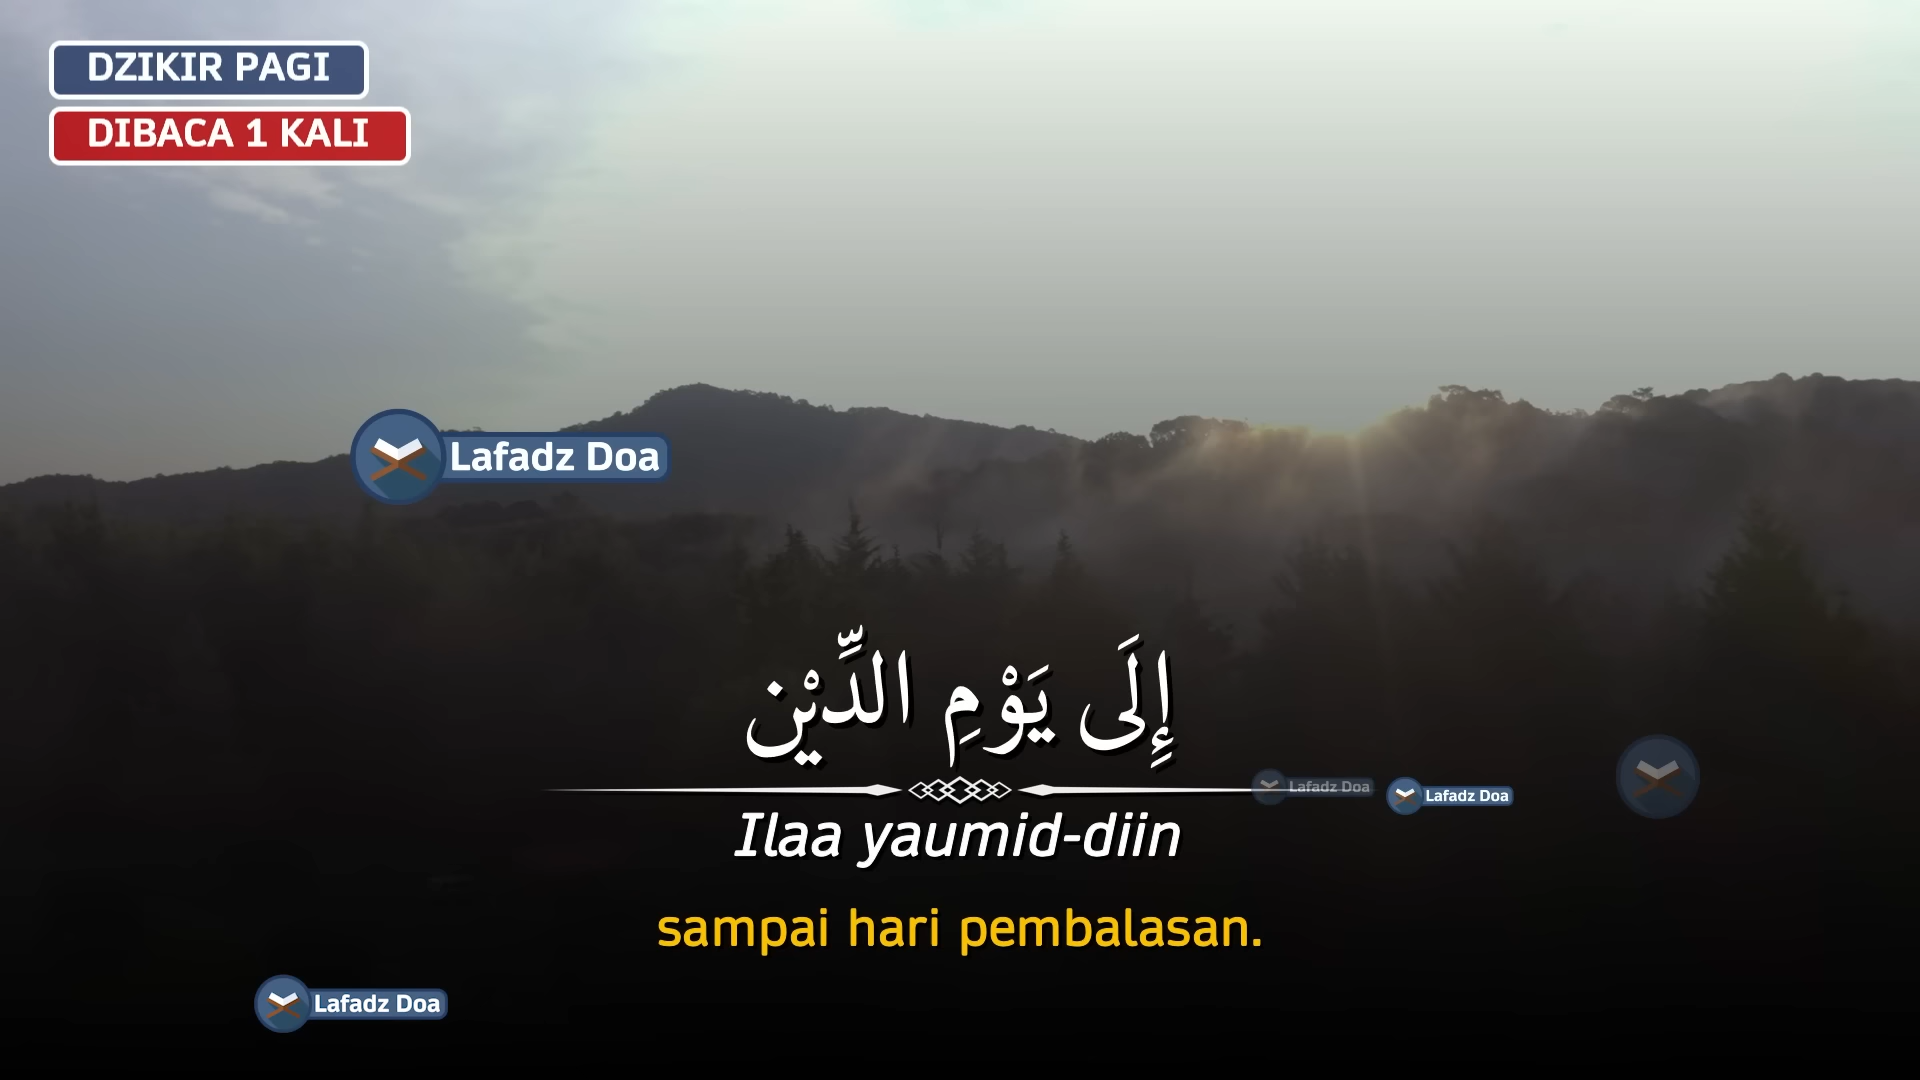 DZIKIR PAGI
DIBACA 1 KALI
Lafadz Doa
إِلَى يَوْمِ الدِّيْنِ
Lafadz Doa
Lafadz Doa
Ilaa yaumid-diin
sampai hari pembalasan.
Lafadz Doa